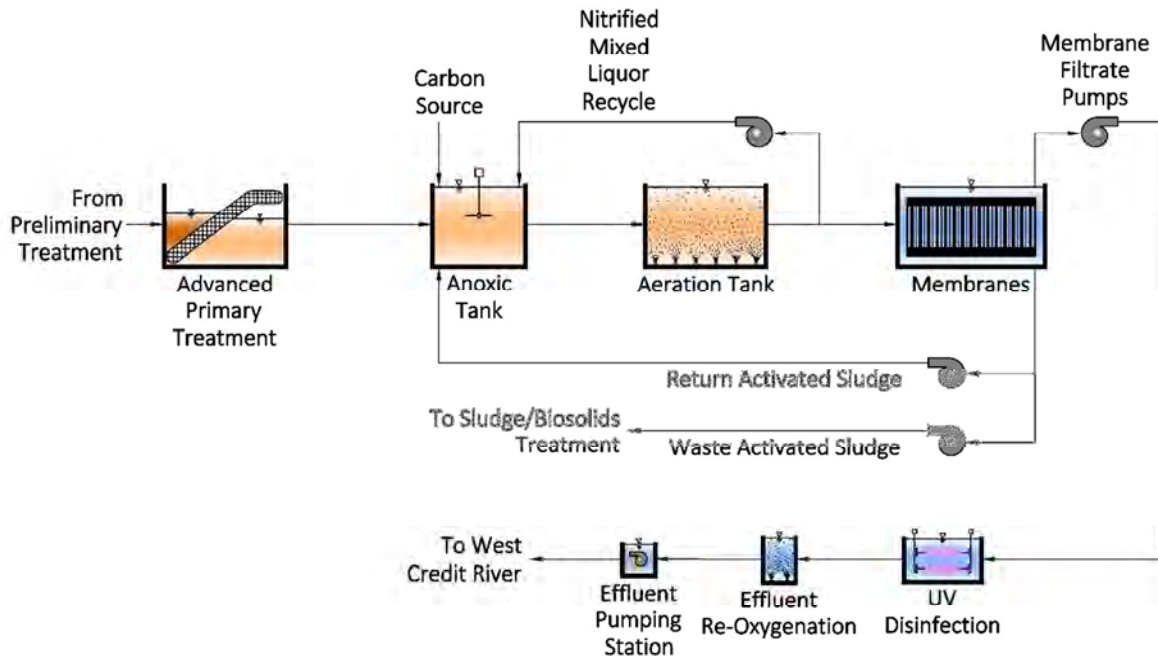 Nitrified
Mixed
Liquor
Recycle
Membrane
Filtrate
Pumps
Carbon
Source
From
Preliminary
Treatment
Advanced
Primary
Treatment
Anoxic
Tank
Aeration Tank
Membranes
Return Activated Sludge
To Sludge/Biosolids
Treatment
Waste Activated Sludge
To West
Credit River
Effluent
Pumping
Station
Effluent
Re-Oxygenation
UV
Disinfection